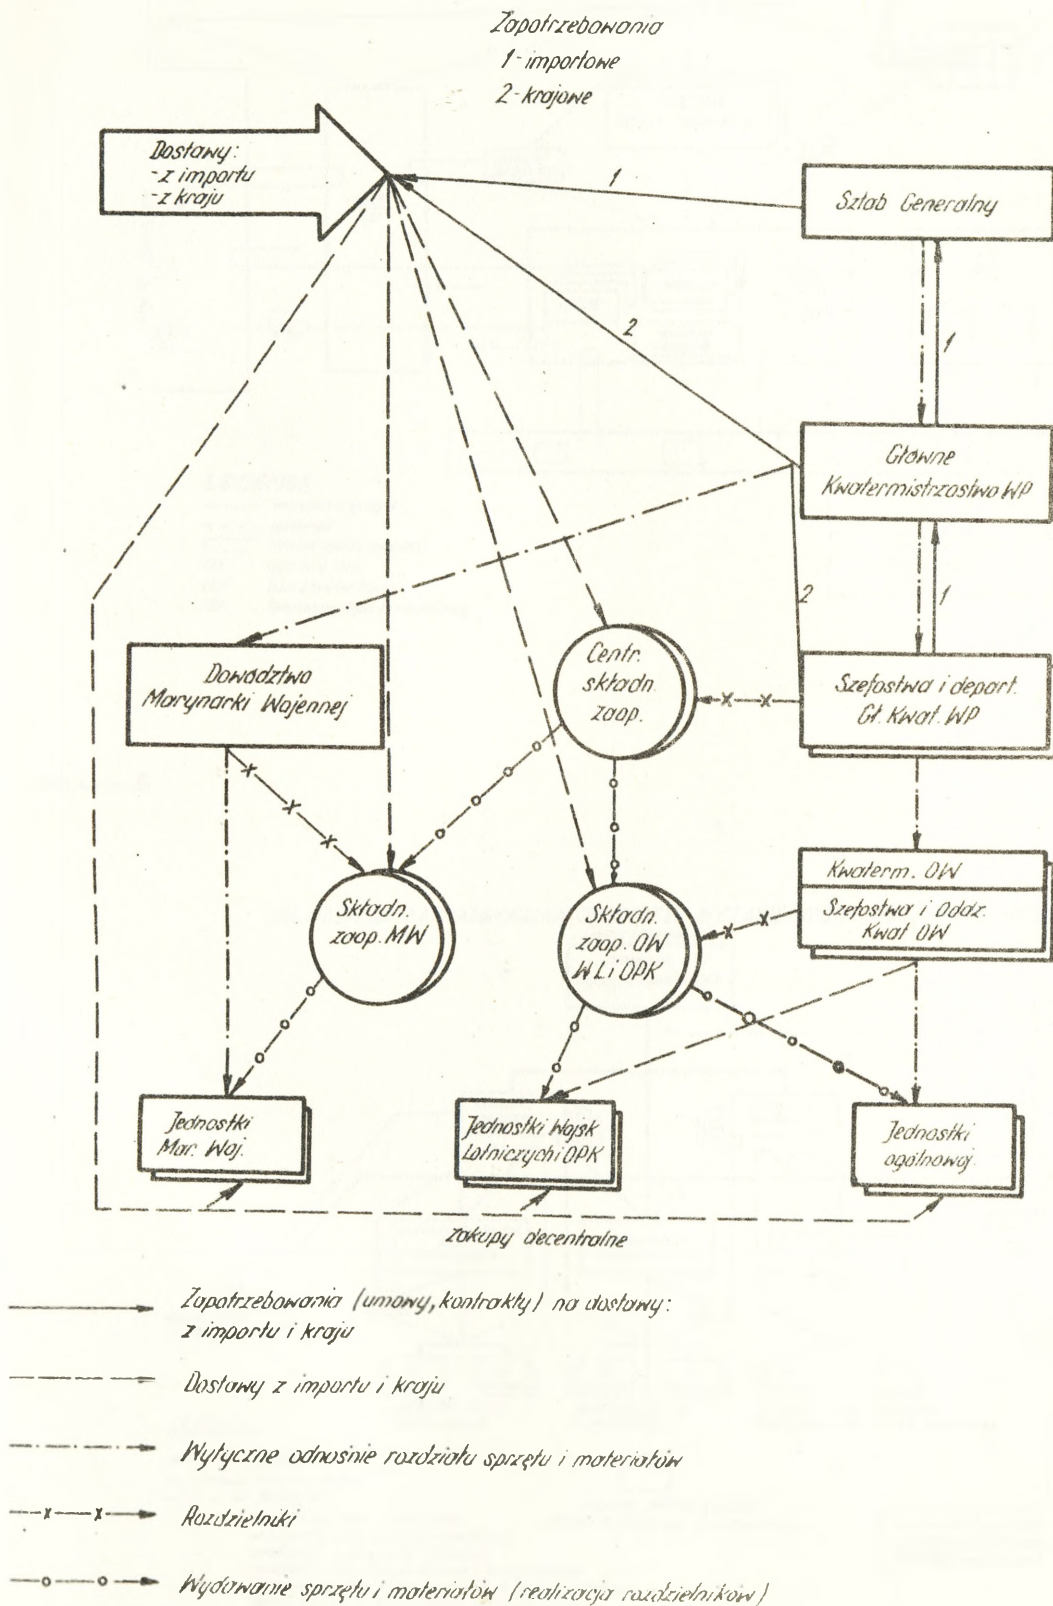 Zapotrzebowania
1 - importowe
2 - krajowe
Dostawy:
- z importu
- z kraju
1
Sztab Generalny
2
1
Główne
Kwatermistrzostwo WP
2
1
Dowództwo
Marynarki Wojennej
Centr.
składn.
zaop.
Szefostwa i depart.
Gł. Kwat. WP
Kwaterm. OW
Szefostwa i Oddz.
Kwat OW
Składn.
zaop. MW
Składn.
zaop. OW
WL i OPK
Jednostki
Mar. Woj.
Jednostki Wojsk
Lotniczych i OPK
Jednostki
ogólnowoj.
zakupy decentralne
Zapotrzebowania (umowy, kontrakty) na dostawy:
z importu i kraju
Dostawy z importu i kraju
Wytyczne odnośnie rozdziału sprzętu i materiałów
Rozdzielniki
Wydawanie sprzętu i materiałów (realizacja rozdzielników)